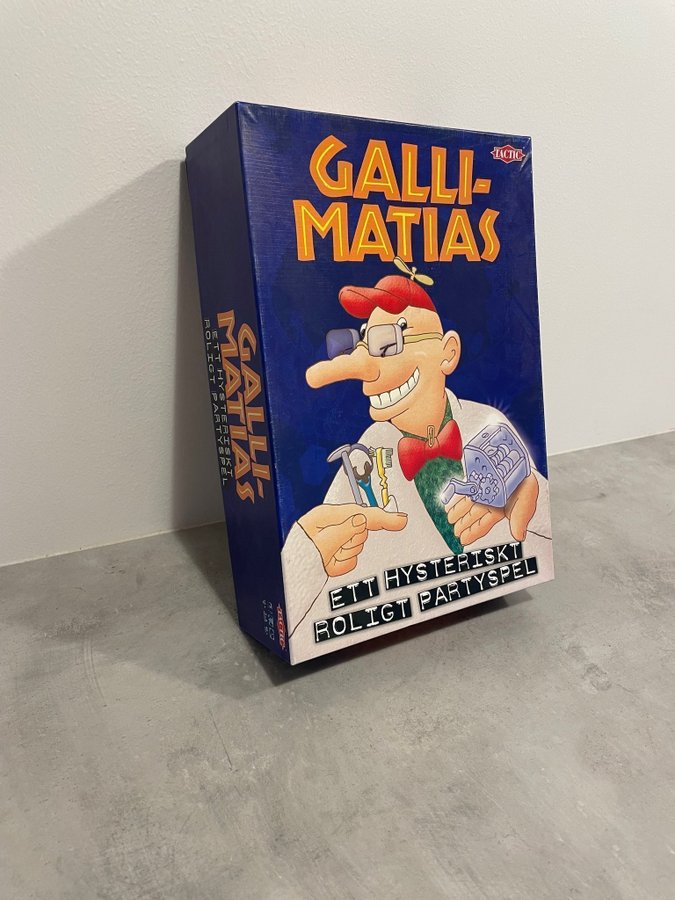 GALLI-
MATIAS
TACTIC
ETT HYSTERISKT
ROLIGT PARTYSPEL
GALLI-
MATIAS
ETT HYSTERISKT
ROLIGT PARTYSPEL
TACTIC